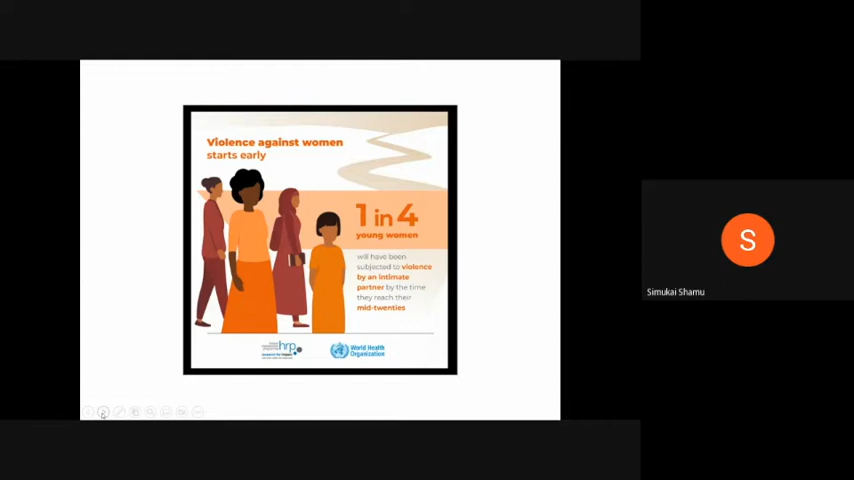 Violence against women
starts early
1 in 4
young women
will have been
subjected to violence
by an intimate
partner by the time
they reach their
mid-twenties
hrp
World Health
Organization
S
Simukai Shamu